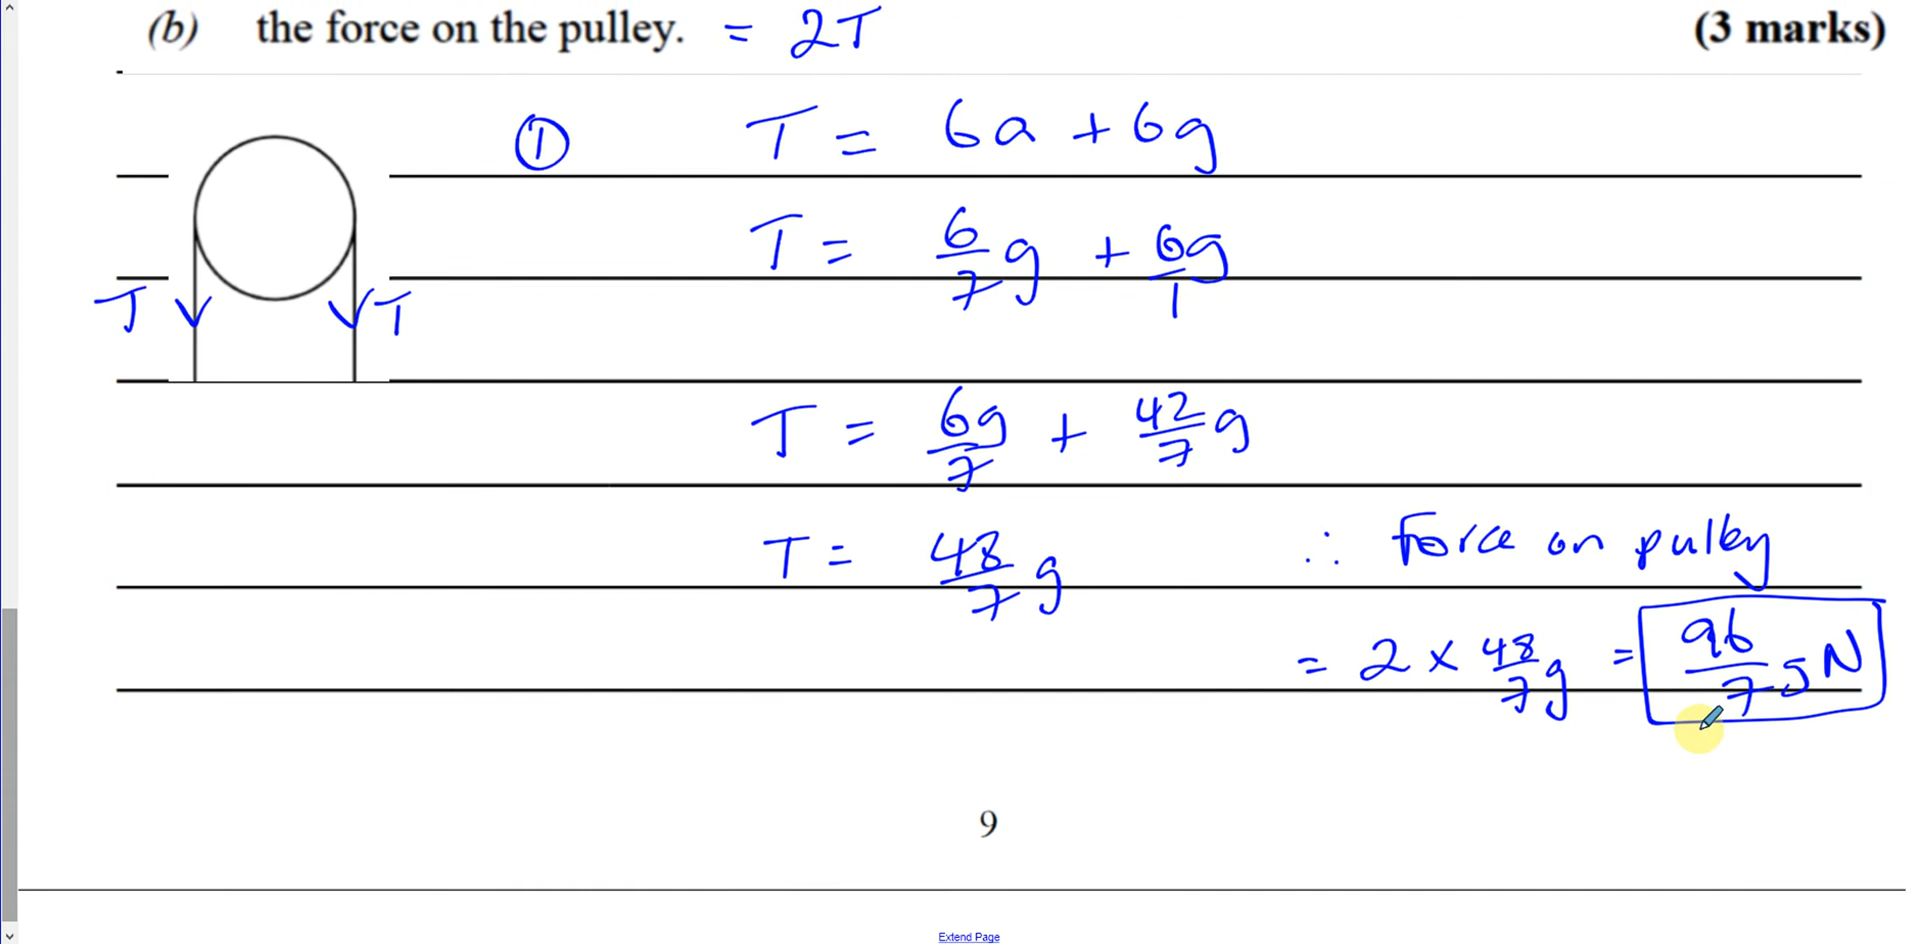 (b) the force on the pulley. = 2T (3 marks)
① T = 6a + 6g
T = 6/7 g + 6g/1
T T
T = 6g/7 + 42/7 g
T = 48/7 g ∴ Force on pulley
= 2 × 48/7 g = 96/7 g N
9
Extend Page